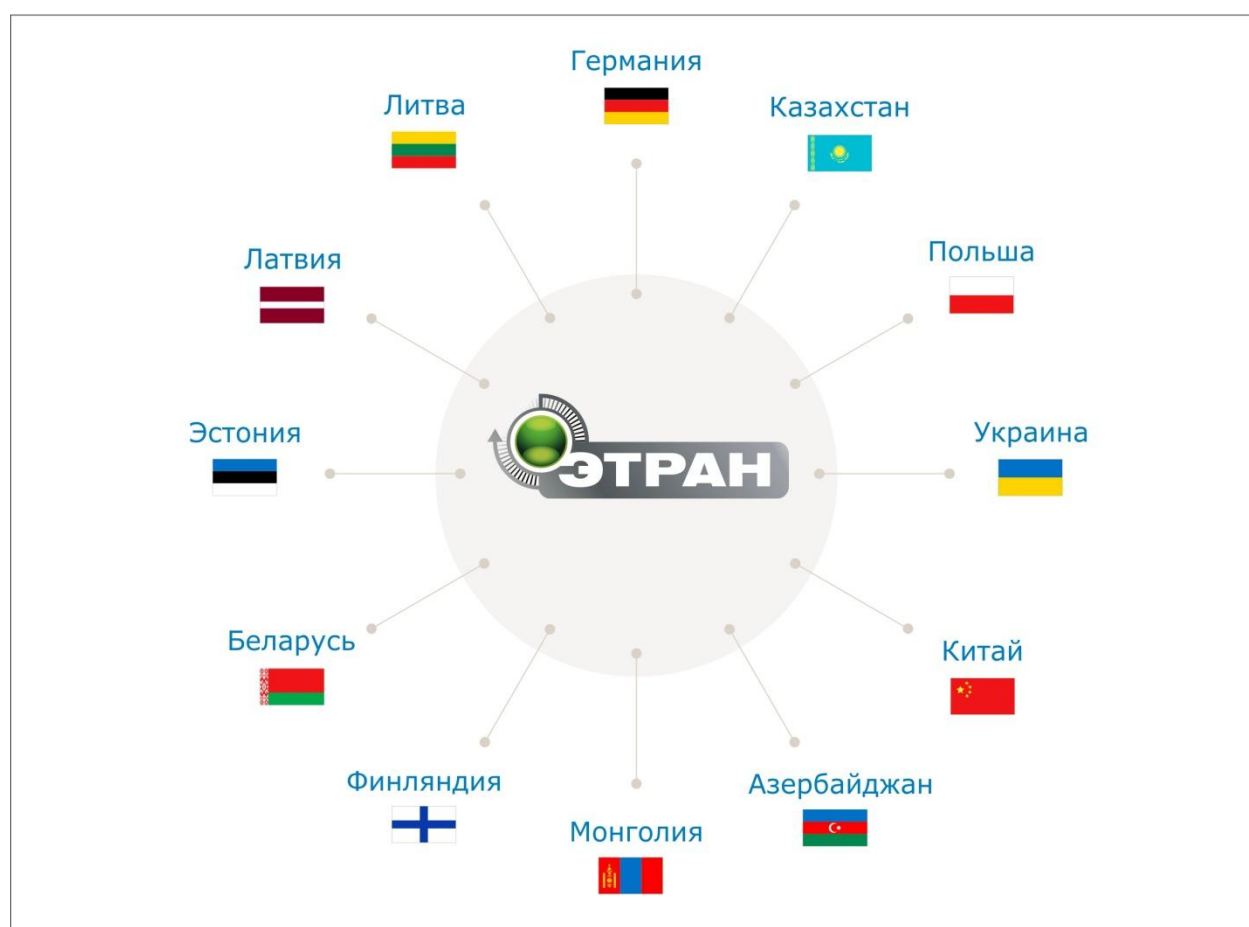 Германия
Литва
Казахстан
Польша
Латвия
Эстония
ЭТРАН
Украина
Беларусь
Китай
Финляндия
Азербайджан
Монголия